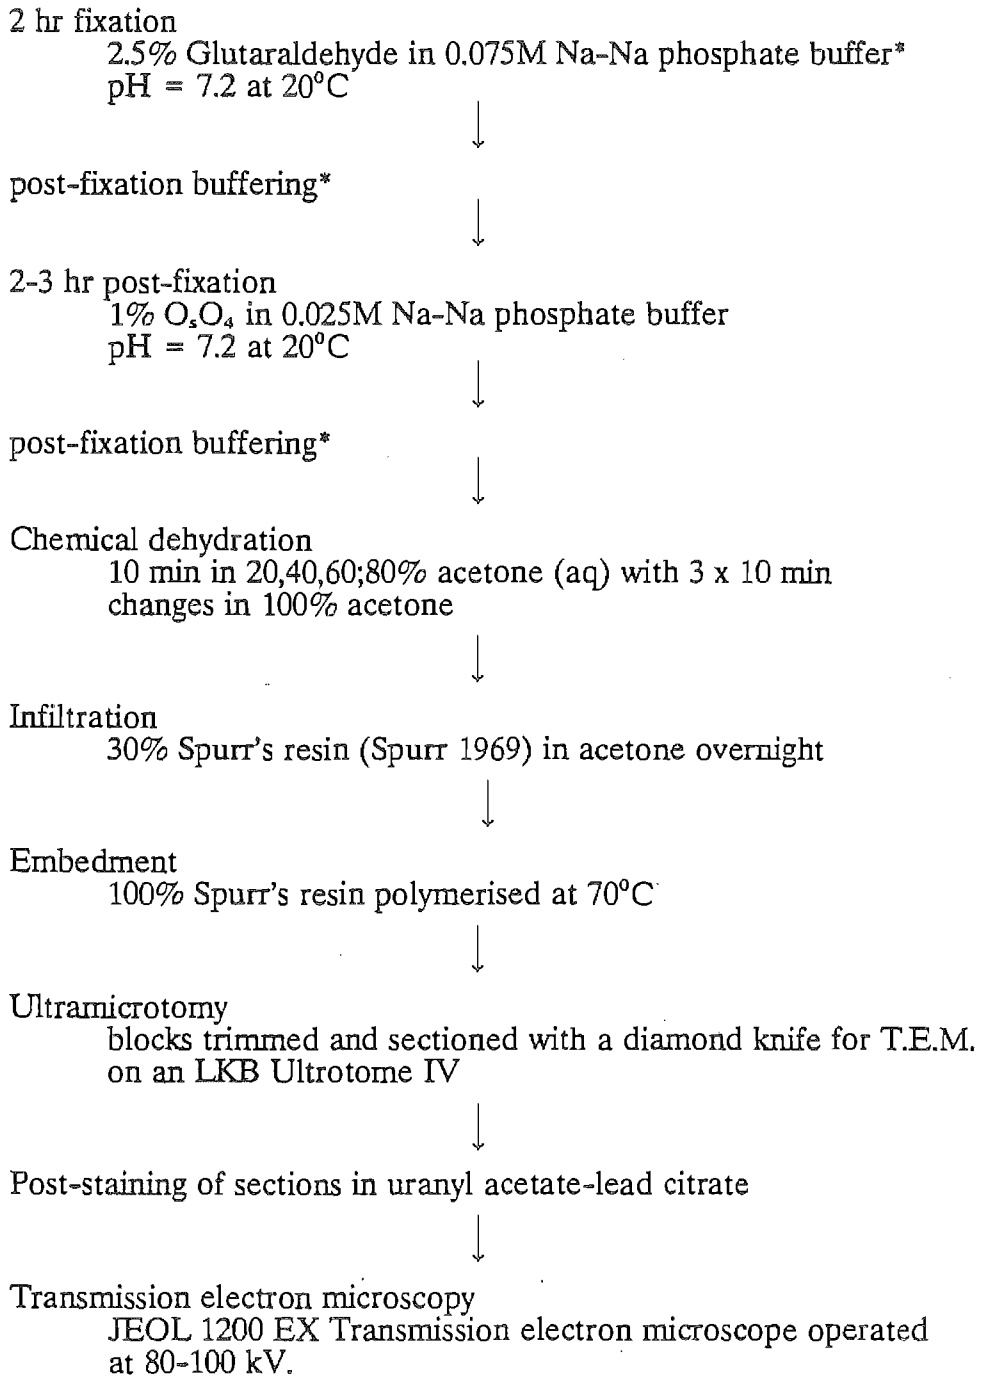 2 hr fixation
2.5% Glutaraldehyde in 0.075M Na-Na phosphate buffer*
pH = 7.2 at 20⁰C
post-fixation buffering*
2-3 hr post-fixation
1% OₛO₄ in 0.025M Na-Na phosphate buffer
pH = 7.2 at 20⁰C
post-fixation buffering*
Chemical dehydration
10 min in 20,40,60;80% acetone (aq) with 3 x 10 min
changes in 100% acetone
Infiltration
30% Spurr's resin (Spurr 1969) in acetone overnight
Embedment
100% Spurr's resin polymerised at 70⁰C
Ultramicrotomy
blocks trimmed and sectioned with a diamond knife for T.E.M.
on an LKB Ultrotome IV
Post-staining of sections in uranyl acetate-lead citrate
Transmission electron microscopy
JEOL 1200 EX Transmission electron microscope operated
at 80-100 kV.